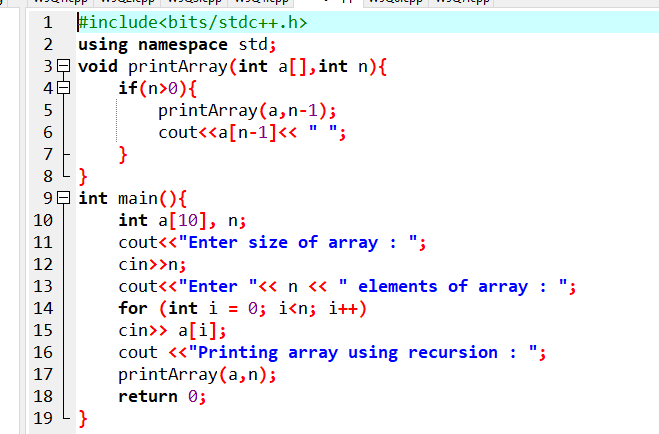 1 #include<bits/stdc++.h>
2 using namespace std;
3 void printArray(int a[],int n){
4     if(n>0){
5         printArray(a,n-1);
6         cout<<a[n-1]<< " ";
7     }
8 }
9 int main(){
10     int a[10], n;
11     cout<<"Enter size of array : ";
12     cin>>n;
13     cout<<"Enter "<< n << " elements of array : ";
14     for (int i = 0; i<n; i++)
15     cin>> a[i];
16     cout <<"Printing array using recursion : ";
17     printArray(a,n);
18     return 0;
19 }